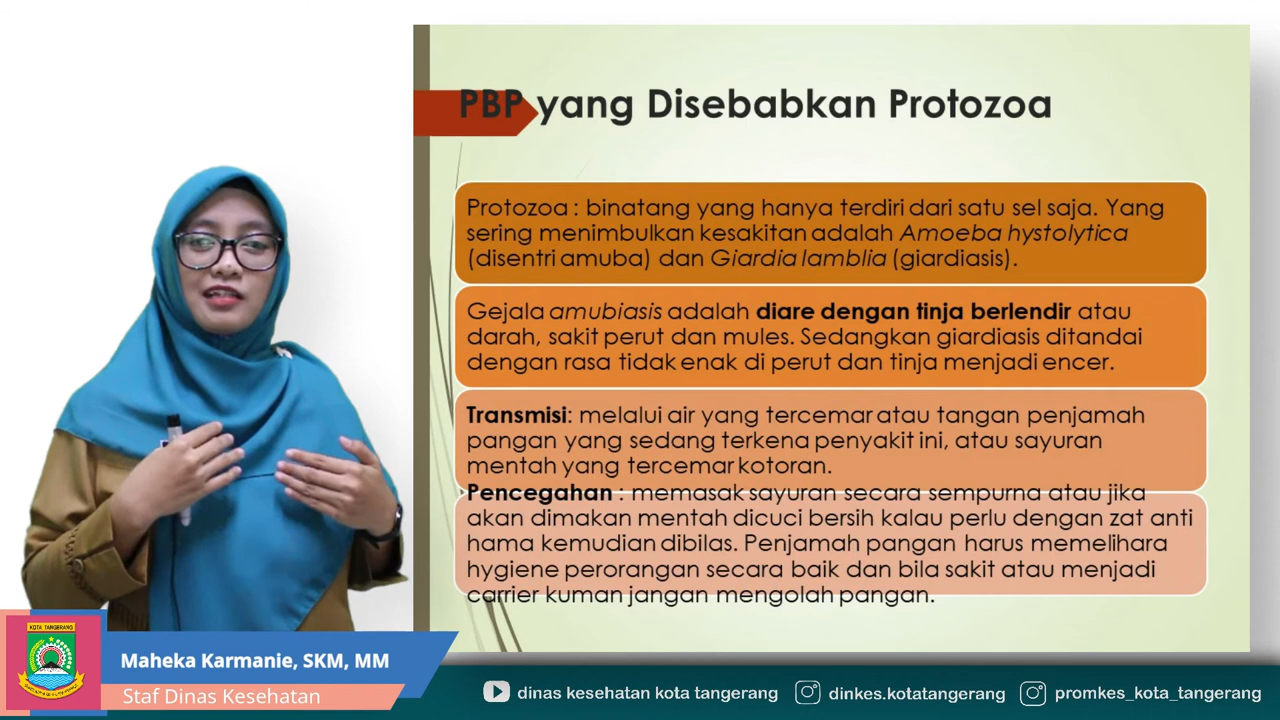 PBP yang Disebabkan Protozoa
Protozoa : binatang yang hanya terdiri dari satu sel saja. Yang
sering menimbulkan kesakitan adalah Amoeba hystolytica
(disentri amuba) dan Giardia lamblia (giardiasis).
Gejala amubiasis adalah diare dengan tinja berlendir atau
darah, sakit perut dan mules. Sedangkan giardiasis ditandai
dengan rasa tidak enak di perut dan tinja menjadi encer.
Transmisi: melalui air yang tercemar atau tangan penjamah
pangan yang sedang terkena penyakit ini, atau sayuran
mentah yang tercemar kotoran.
Pencegahan : memasak sayuran secara sempurna atau jika
akan dimakan mentah dicuci bersih kalau perlu dengan zat anti
hama kemudian dibilas. Penjamah pangan harus memelihara
hygiene perorangan secara baik dan bila sakit atau menjadi
carrier kuman jangan mengolah pangan.
KOTA TANGERANG
Maheka Karmanie, SKM, MM
Staf Dinas Kesehatan
dinas kesehatan kota tangerang
dinkes.kotatangerang
promkes_kota_tangerang